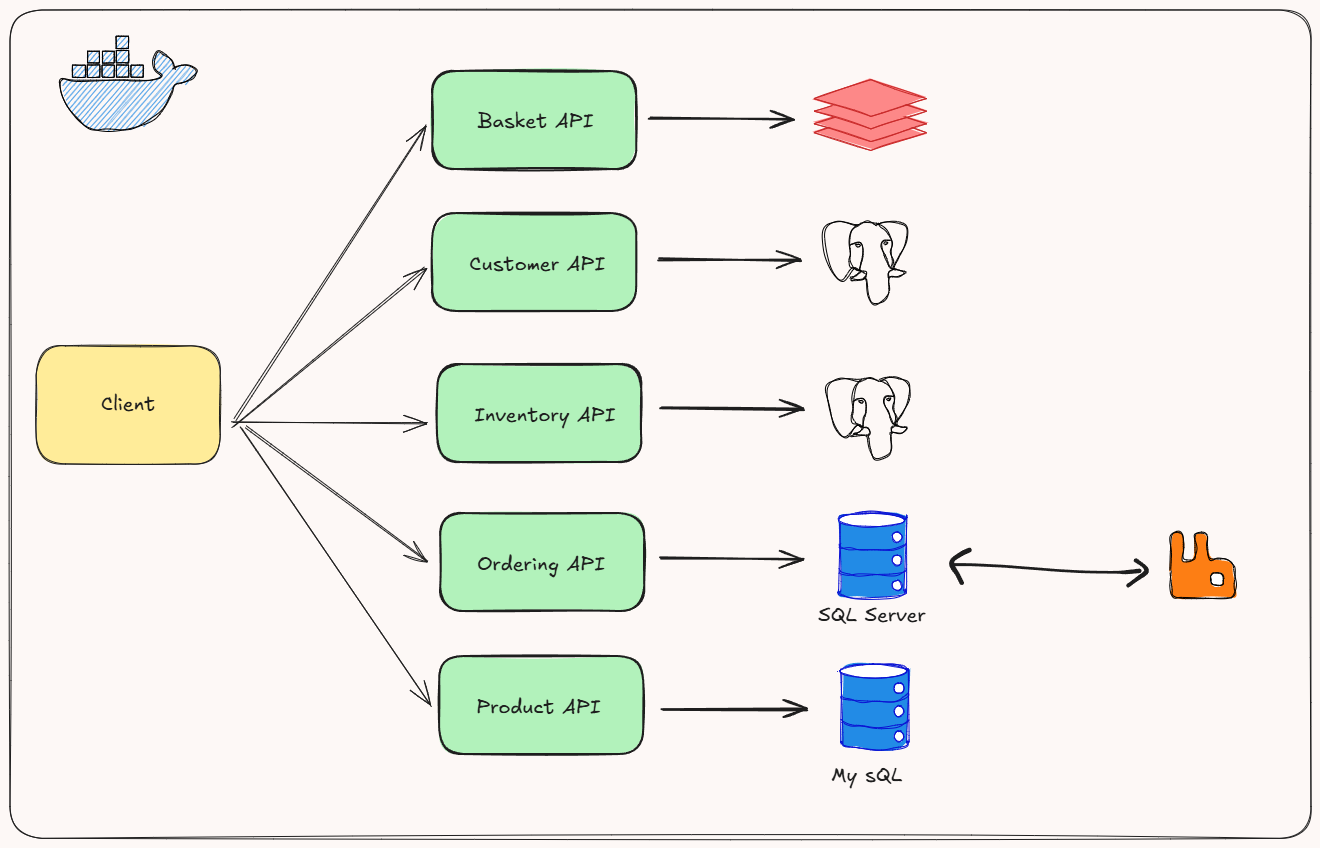 Basket API
Customer API
Client
Inventory API
Ordering API
SQL Server
Product API
My sQL